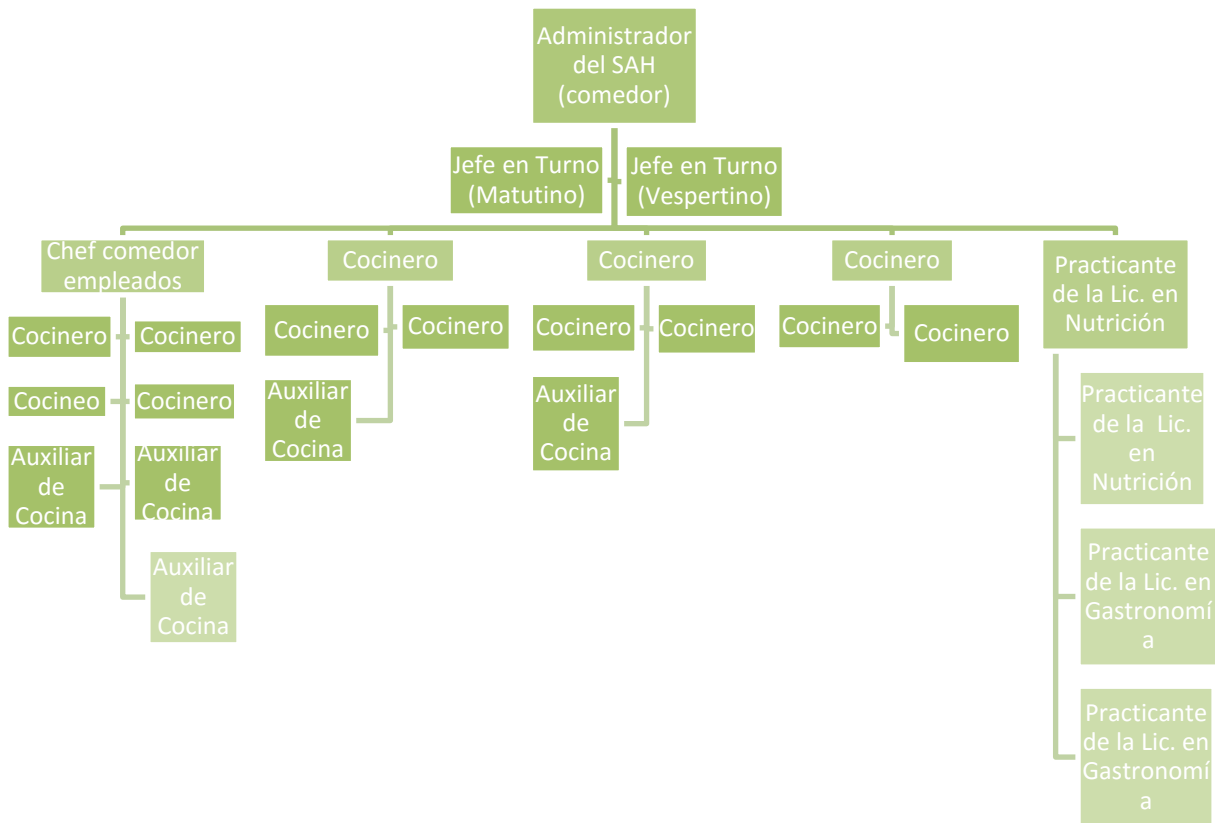 Administrador
del SAH
(comedor)
Jefe en Turno
(Matutino)
Jefe en Turno
(Vespertino)
Chef comedor
empleados
Cocinero
Cocinero
Cocineo
Cocinero
Auxiliar
de
Cocina
Auxiliar
de
Cocina
Auxiliar
de
Cocina
Cocinero
Cocinero
Cocinero
Auxiliar
de
Cocina
Cocinero
Cocinero
Cocinero
Auxiliar
de
Cocina
Cocinero
Cocinero
Cocinero
Practicante
de la Lic. en
Nutrición
Practicante
de la Lic.
en
Nutrición
Practicante
de la Lic. en
Gastronomí
a
Practicante
de la Lic. en
Gastronomí
a